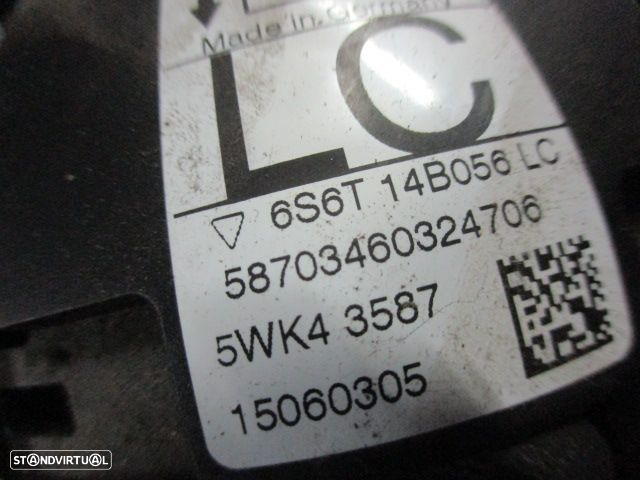 Made in Germany
LC
6S6T 14B056 LC
58703460324706
5WK4 3587
15060305
STANDVIRTUAL